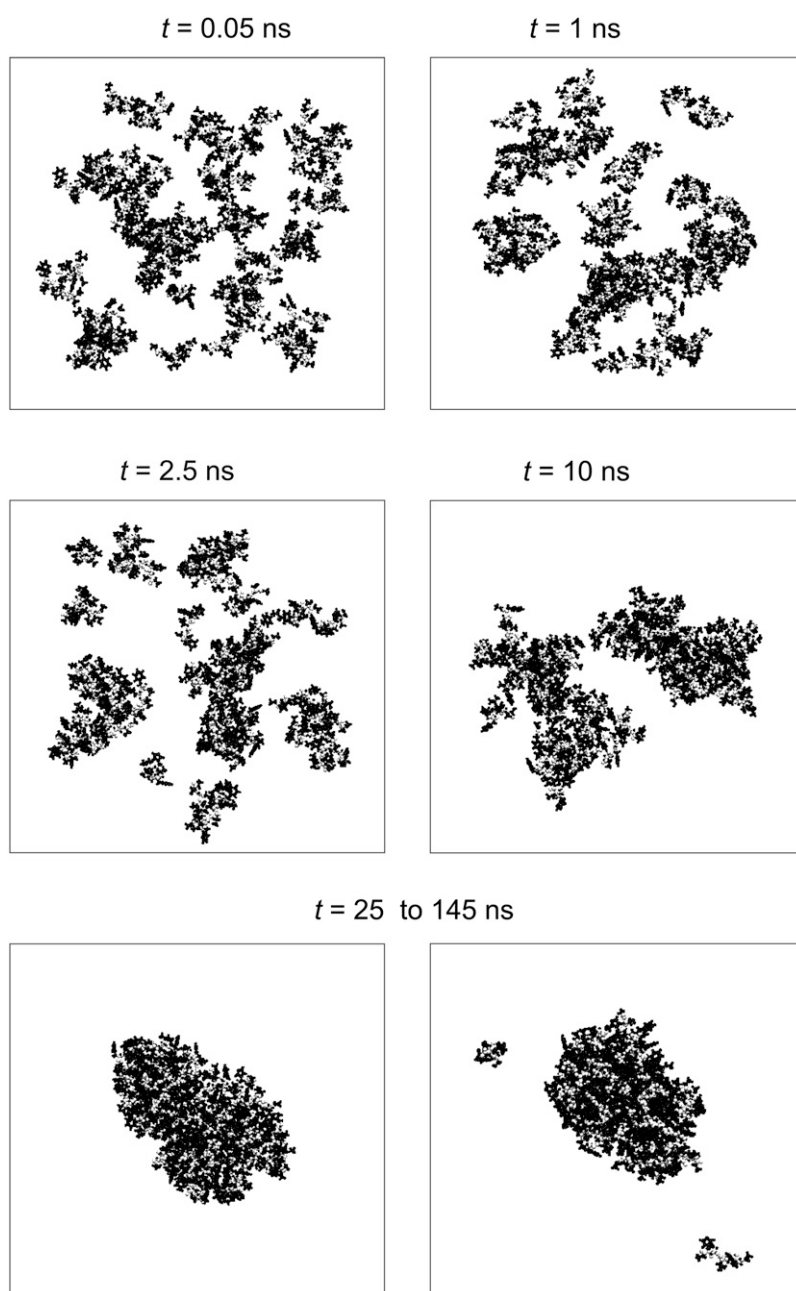 t = 0.05 ns
t = 1 ns
t = 2.5 ns
t = 10 ns
t = 25 to 145 ns